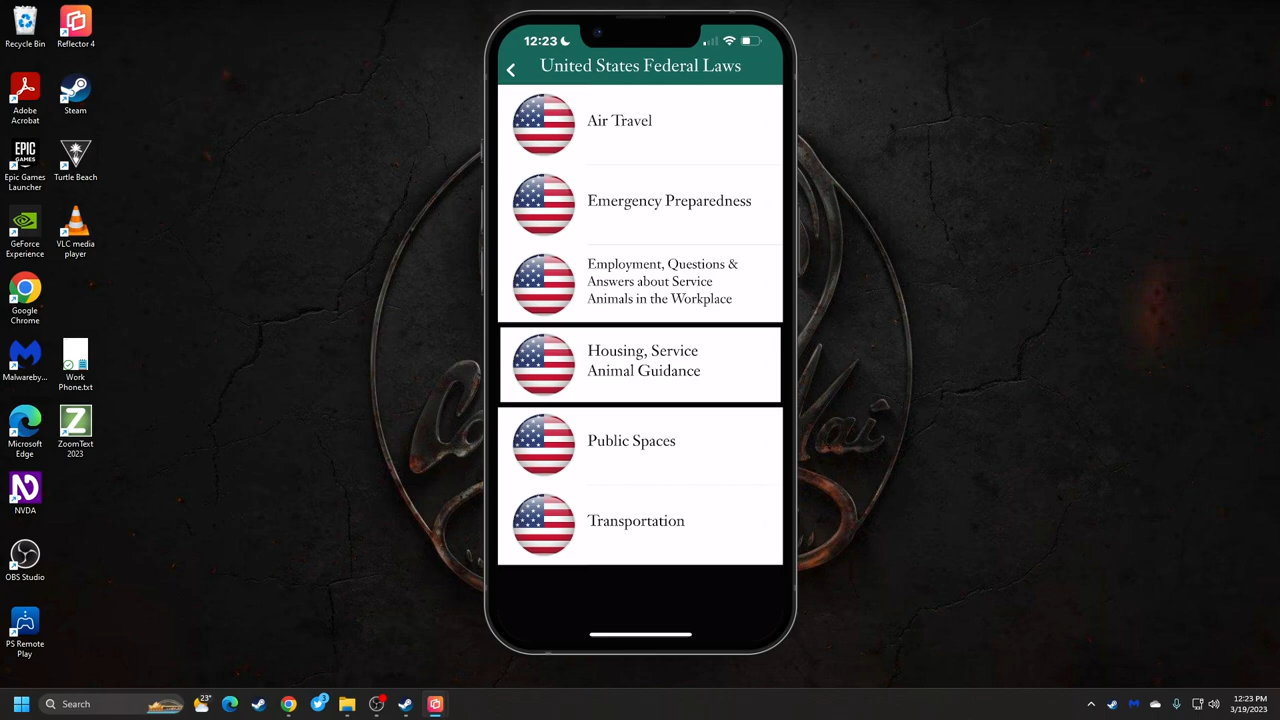 Recycle Bin
Reflector 4
Adobe
Acrobat
Steam
EPIC
GAMES
Epic Games
Launcher
Turtle Beach
GeForce
Experience
VLC media
player
Google
Chrome
Malwareby...
Work
Phone.txt
Microsoft
Edge
ZoomText
2023
NVDA
OBS Studio
PS Remote
Play
12:23
United States Federal Laws
Air Travel
Emergency Preparedness
Employment, Questions &
Answers about Service
Animals in the Workplace
Housing, Service
Animal Guidance
Public Spaces
Transportation
Search
23°
3
12:23 PM
3/19/2023